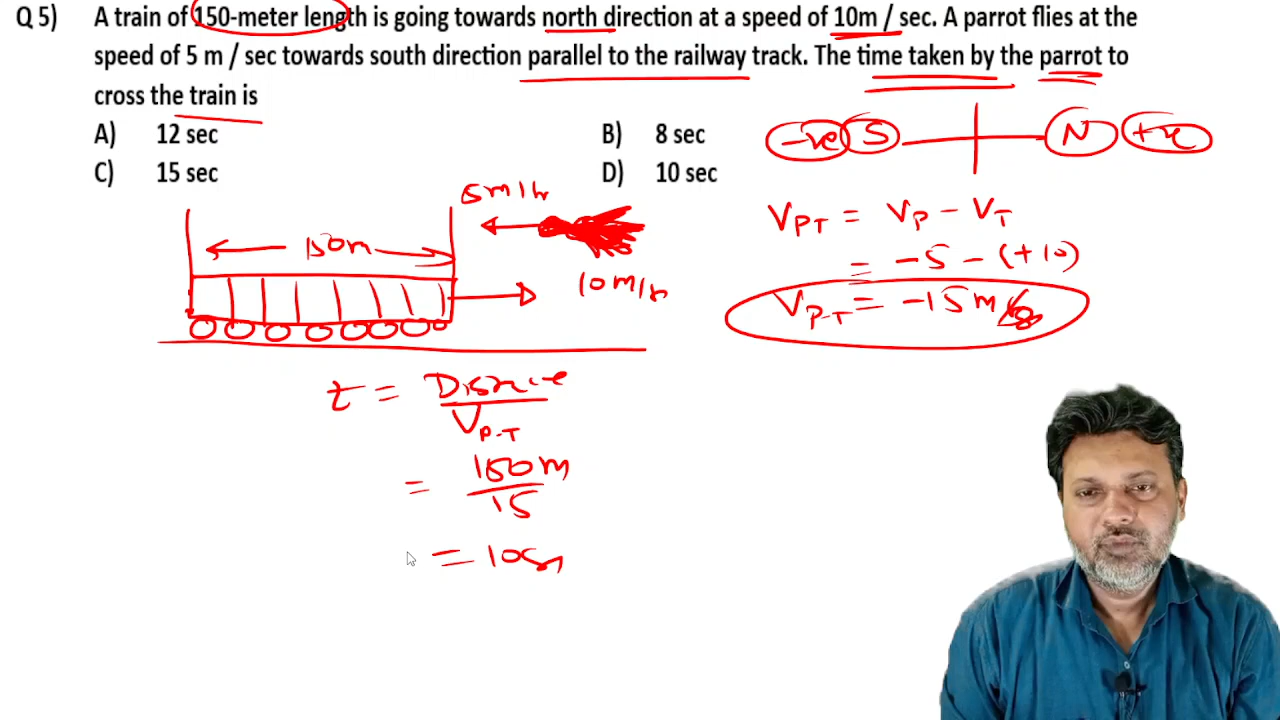 Q 5) A train of 150-meter length is going towards north direction at a speed of 10m / sec. A parrot flies at the
speed of 5 m / sec towards south direction parallel to the railway track. The time taken by the parrot to
cross the train is
A) 12 sec B) 8 sec
C) 15 sec D) 10 sec
-ve S N +ve
5m/s
150m
10m/s
VPT = VP - VT
= -5 - (+10)
VP-T = -15m/s
t = Distance
VP-T
= 150m
15
= 10sec